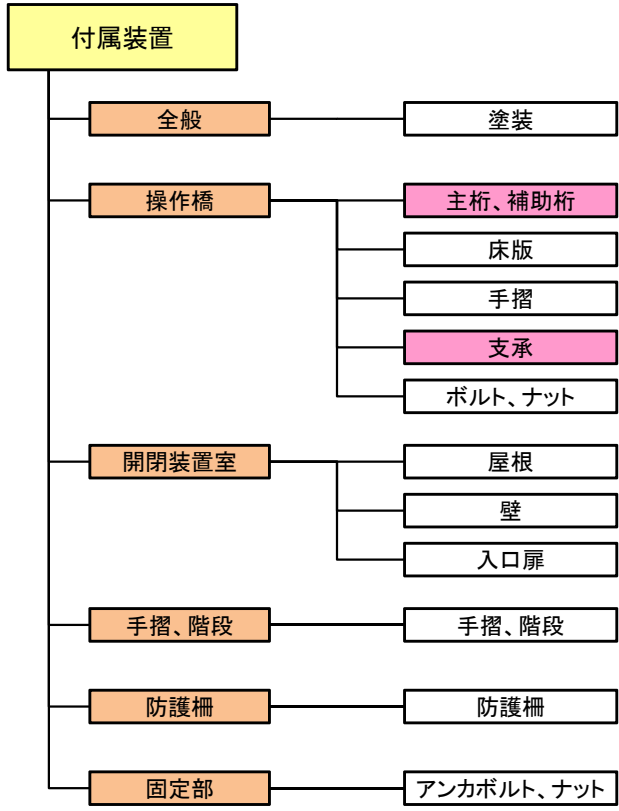 付属装置
全般
塗装
操作橋
主桁、補助桁
床版
手摺
支承
ボルト、ナット
開閉装置室
屋根
壁
入口扉
手摺、階段
手摺、階段
防護柵
防護柵
固定部
アンカボルト、ナット